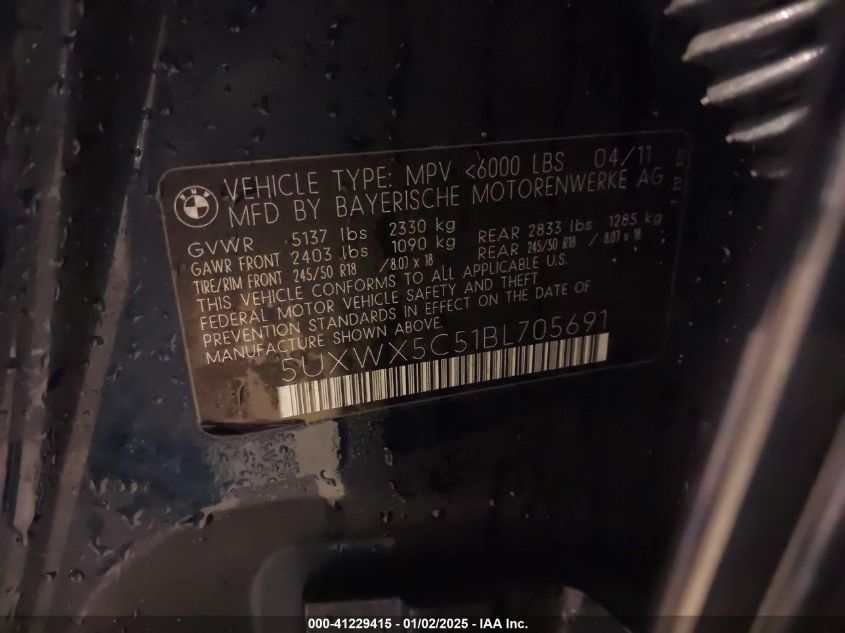 BMW
VEHICLE TYPE: MPV <6000 LBS 04/11
MFD BY BAYERISCHE MOTORENWERKE AG
GVWR 5137 lbs 2330 kg
GAWR FRONT 2403 lbs 1090 kg REAR 2833 lbs 1285 kg
TIRE/RIM FRONT 245/50 R18 / 8.0J x 18 REAR 245/50 R18 / 8.0J x 18
THIS VEHICLE CONFORMS TO ALL APPLICABLE U.S.
FEDERAL MOTOR VEHICLE SAFETY AND THEFT
PREVENTION STANDARDS IN EFFECT ON THE DATE OF
MANUFACTURE SHOWN ABOVE.
5UXWX5C51BL705691
000-41229415 - 01/02/2025 - IAA Inc.